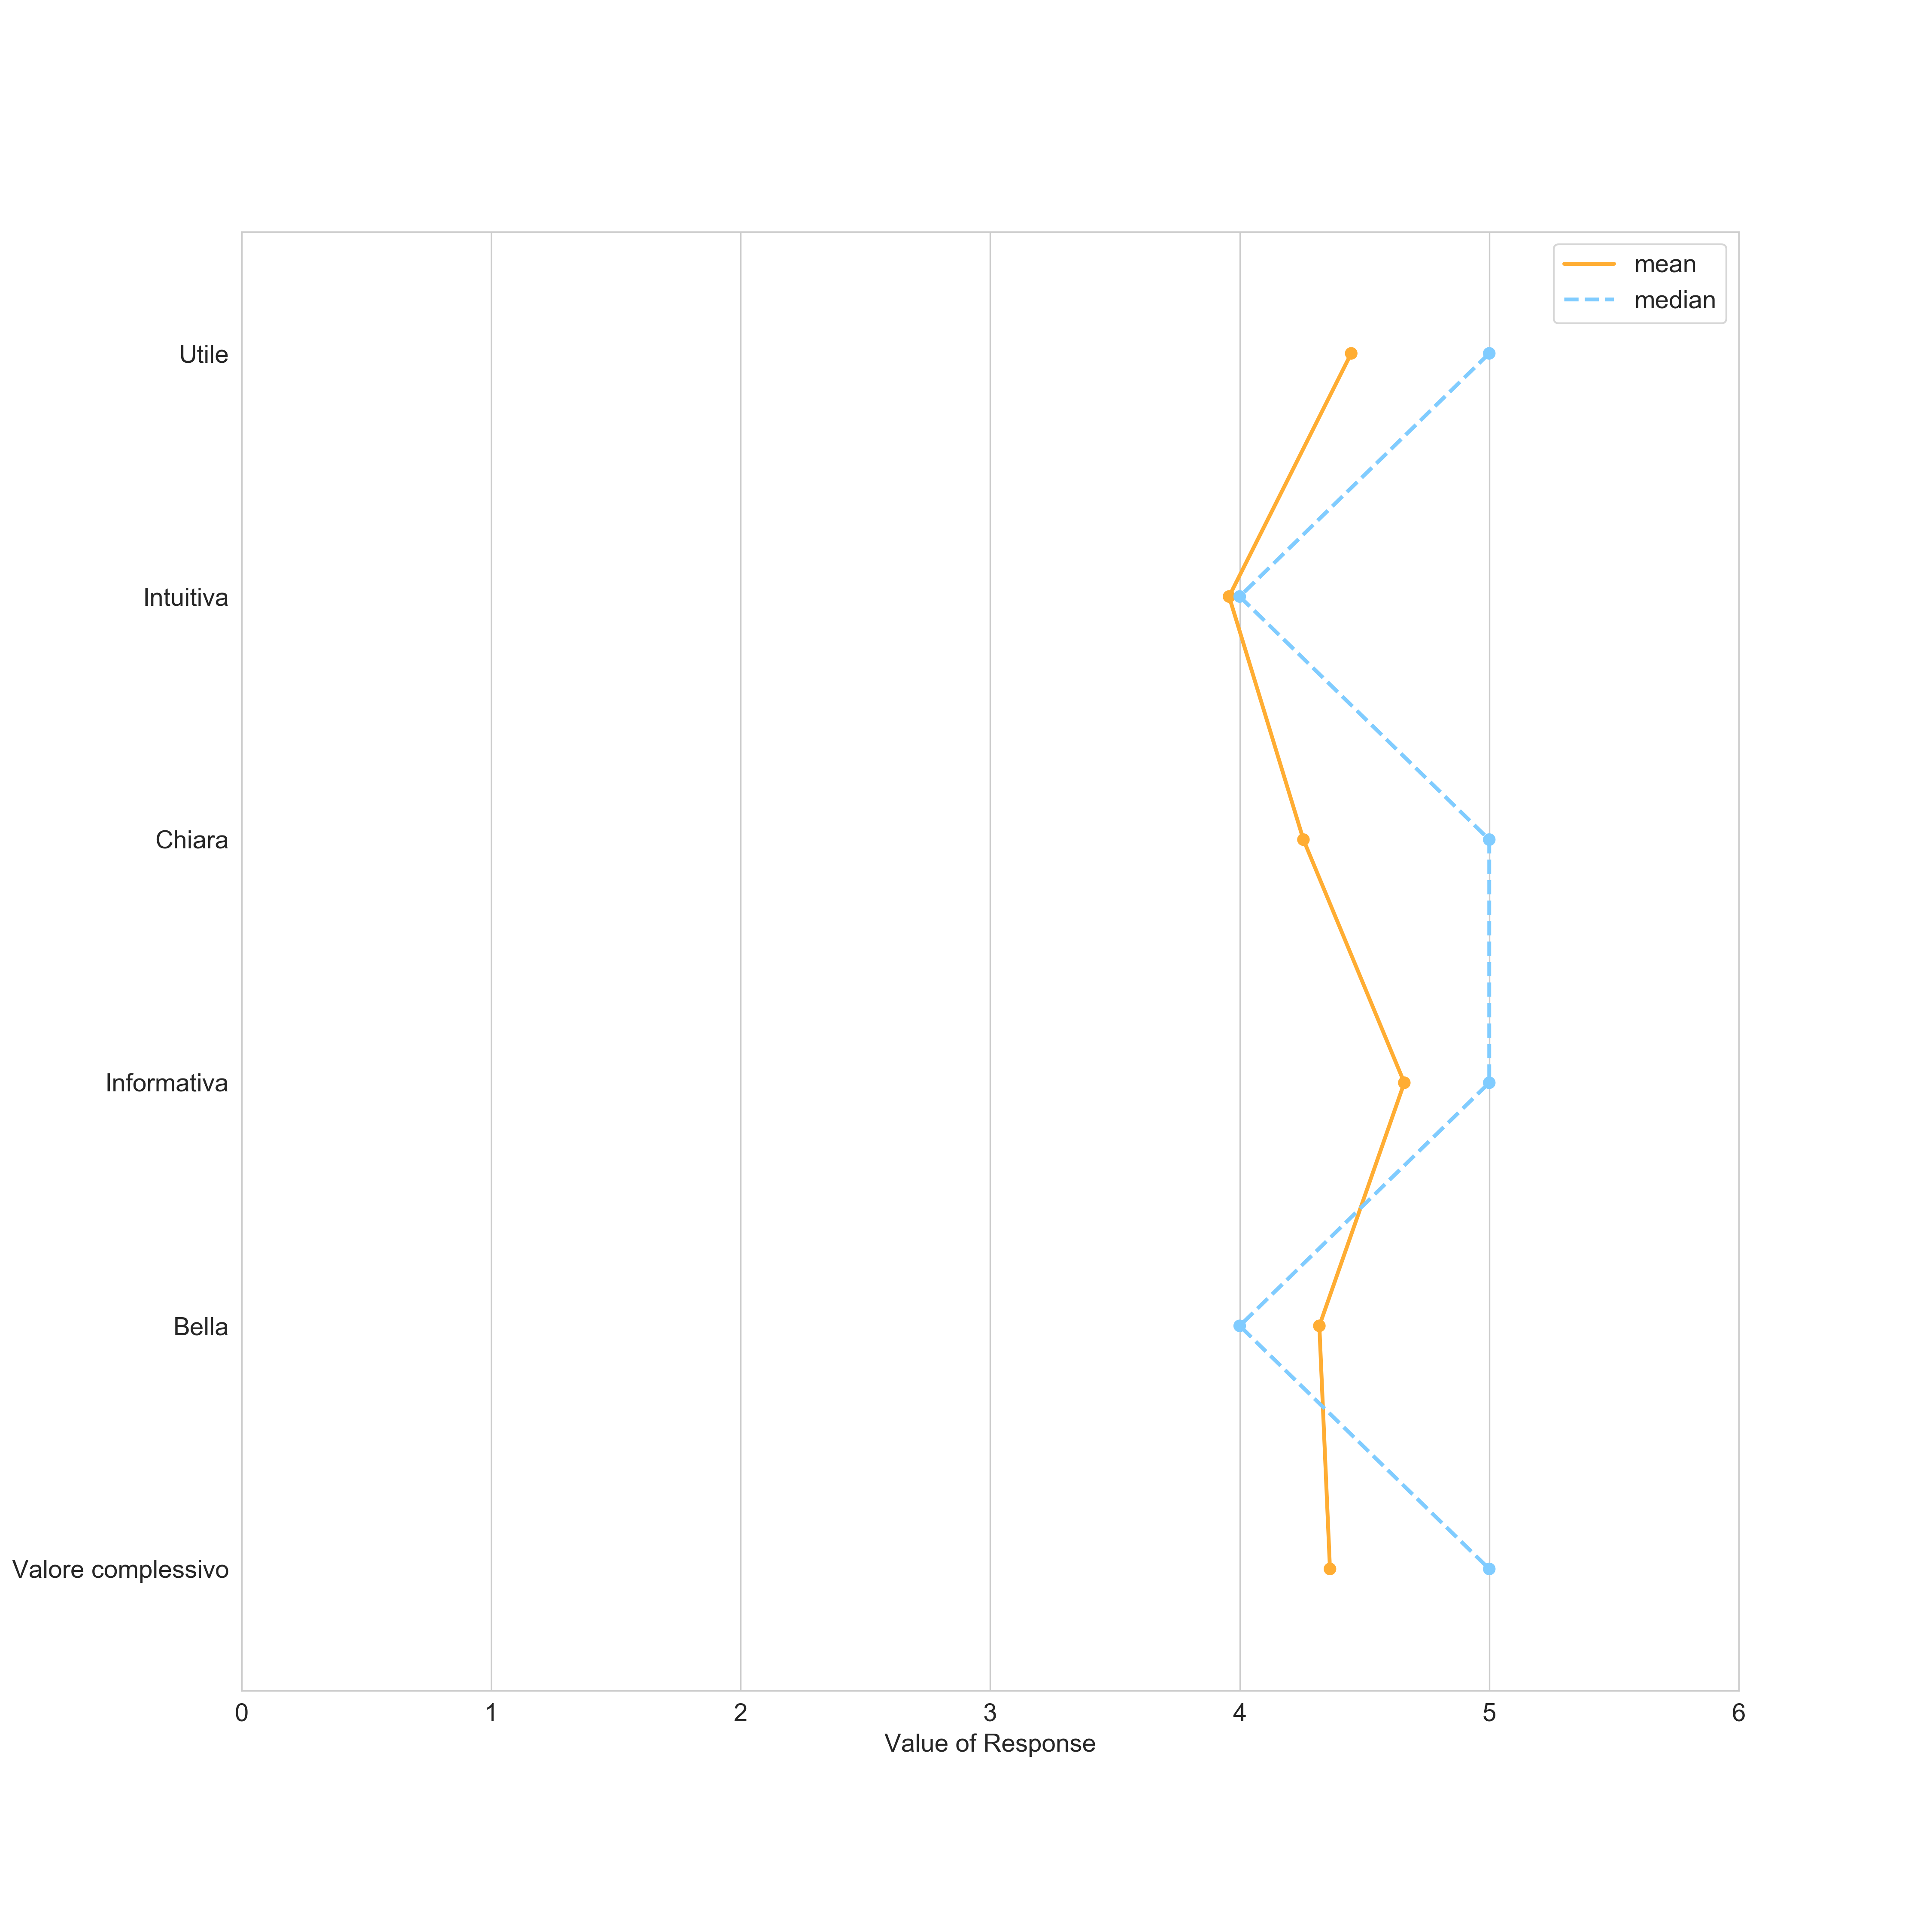 mean
median
Utile
Intuitiva
Chiara
Informativa
Bella
Valore complessivo
0 1 2 3 4 5 6
Value of Response